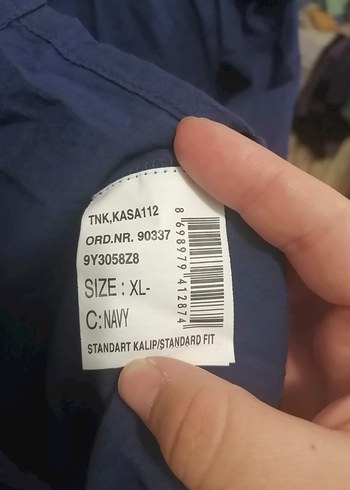 TNK,KASA112
ORD.NR. 90337
9Y3058Z8
SIZE : XL-
C: NAVY
STANDART KALIP/STANDARD FIT
8 698979 412874